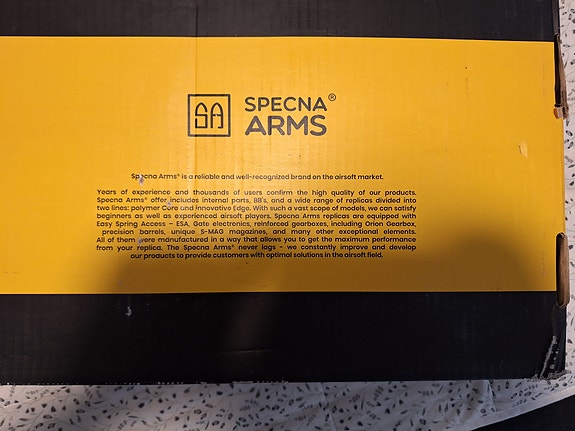 SA
SPECNA®
ARMS
Specna Arms® is a reliable and well-recognized brand on the airsoft market.
Years of experience and thousands of users confirm the high quality of our products.
Specna Arms® offer includes internal parts, BB's, and a wide range of replicas divided into
two lines: polymer Core and innovative Edge. With such a vast scope of models, we can satisfy
beginners as well as experienced airsoft players. Specna Arms replicas are equipped with
Easy Spring Access – ESA, Gate electronics, reinforced gearboxes, including Orion Gearbox,
precision barrels, unique S-MAG magazines, and many other exceptional elements.
All of them were manufactured in a way that allows you to get the maximum performance
from your replica. The Specna Arms® never lags - we constantly improve and develop
our products to provide customers with optimal solutions in the airsoft field.